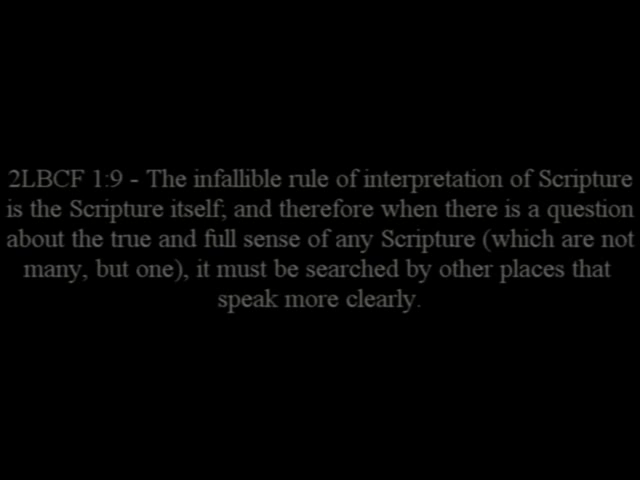 2LBCF 1:9 - The infallible rule of interpretation of Scripture
is the Scripture itself; and therefore when there is a question
about the true and full sense of any Scripture (which are not
many, but one), it must be searched by other places that
speak more clearly.